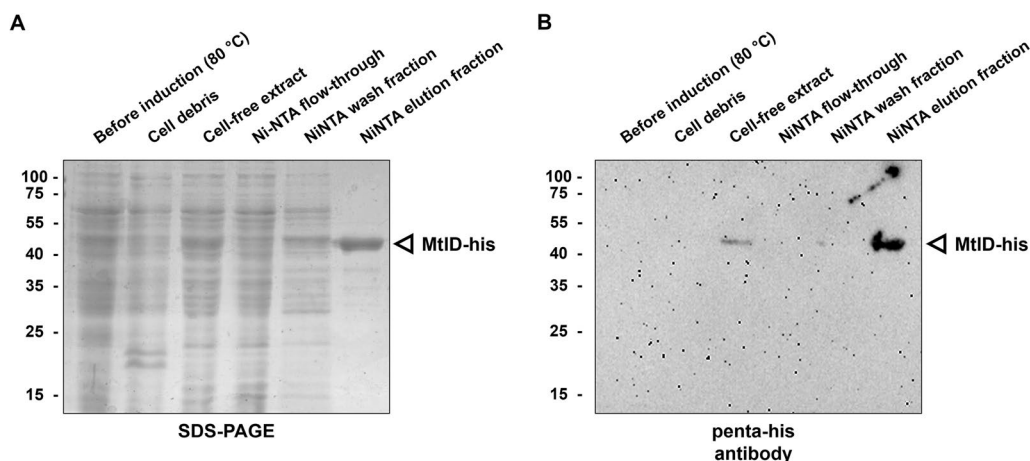 A
Before induction (80 °C)
Cell debris
Cell-free extract
Ni-NTA flow-through
NiNTA wash fraction
NiNTA elution fraction
100 -
75 -
55 -
40 -
35 -
25 -
15 -
MtlD-his
SDS-PAGE
B
Before induction (80 °C)
Cell debris
Cell-free extract
NiNTA flow-through
NiNTA wash fraction
NiNTA elution fraction
100 -
75 -
55 -
40 -
35 -
25 -
15 -
MtlD-his
penta-his
antibody